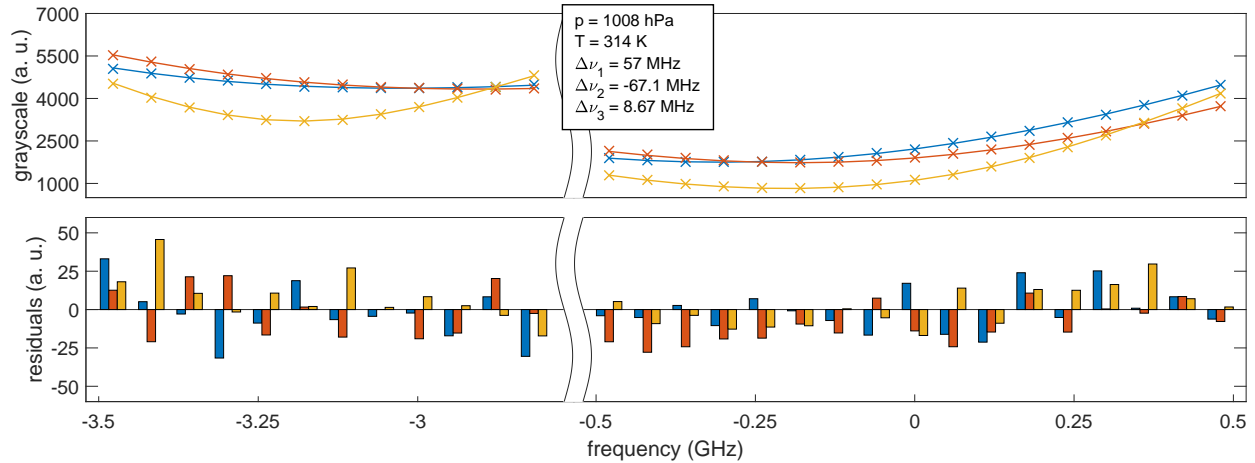 7000
5500
4000
2500
1000
grayscale (a. u.)
p = 1008 hPa
T = 314 K
Δν₁ = 57 MHz
Δν₂ = -67.1 MHz
Δν₃ = 8.67 MHz
50
25
0
-25
-50
residuals (a. u.)
-3.5 -3.25 -3 -0.5 -0.25 0 0.25 0.5
frequency (GHz)